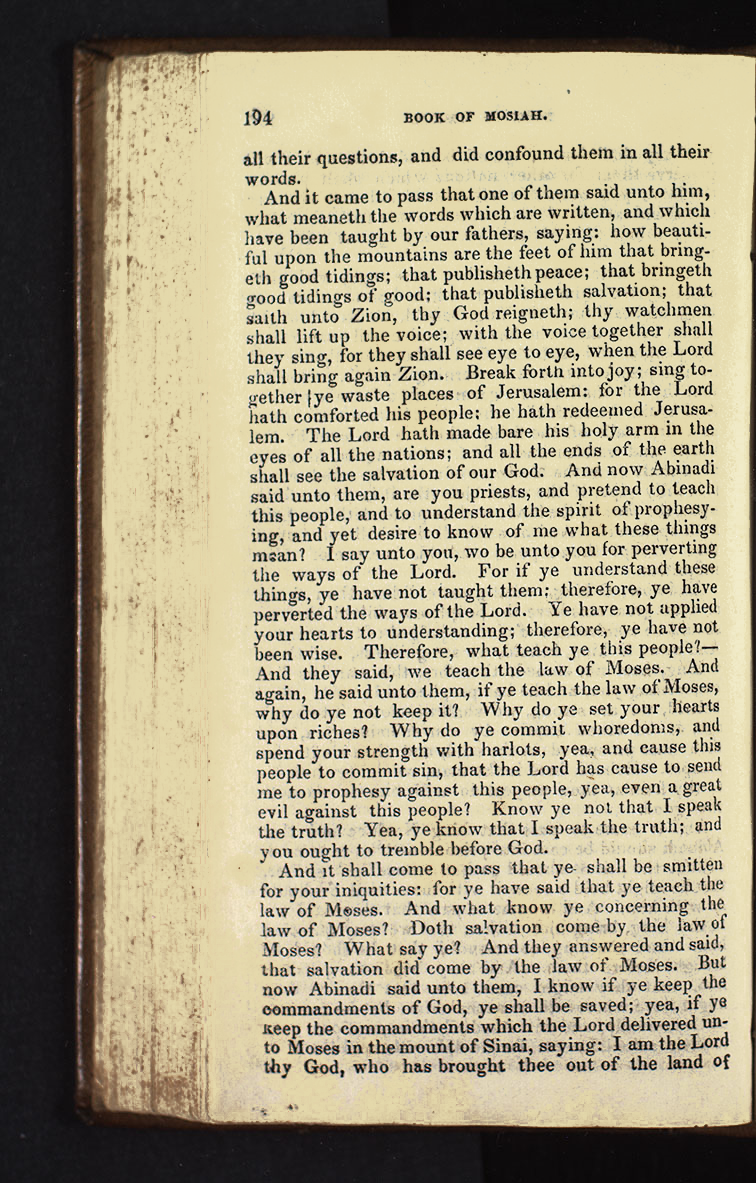 194 BOOK OF MOSIAH.
all their questions, and did confound them in all their
words.
And it came to pass that one of them said unto him,
what meaneth the words which are written, and which
have been taught by our fathers, saying: how beauti-
ful upon the mountains are the feet of him that bring-
eth good tidings; that publisheth peace; that bringeth
good tidings of good; that publisheth salvation; that
saith unto Zion, thy God reigneth; thy watchmen
shall lift up the voice; with the voice together shall
they sing, for they shall see eye to eye, when the Lord
shall bring again Zion. Break forth into joy; sing to-
gether ye waste places of Jerusalem: for the Lord
hath comforted his people; he hath redeemed Jerusa-
lem. The Lord hath made bare his holy arm in the
eyes of all the nations; and all the ends of the earth
shall see the salvation of our God. And now Abinadi
said unto them, are you priests, and pretend to teach
this people, and to understand the spirit of prophesy-
ing, and yet desire to know of me what these things
mean? I say unto you, wo be unto you for perverting
the ways of the Lord. For if ye understand these
things, ye have not taught them; therefore, ye have
perverted the ways of the Lord. Ye have not applied
your hearts to understanding; therefore, ye have not
been wise. Therefore, what teach ye this people?—
And they said, we teach the law of Moses. And
again, he said unto them, if ye teach the law of Moses,
why do ye not keep it? Why do ye set your hearts
upon riches? Why do ye commit whoredoms, and
spend your strength with harlots, yea, and cause this
people to commit sin, that the Lord has cause to send
me to prophesy against this people, yea, even a great
evil against this people? Know ye not that I speak
the truth? Yea, ye know that I speak the truth; and
you ought to tremble before God.
And it shall come to pass that ye shall be smitten
for your iniquities: for ye have said that ye teach the
law of Moses. And what know ye concerning the
law of Moses? Doth salvation come by the law of
Moses? What say ye? And they answered and said,
that salvation did come by the law of Moses. But
now Abinadi said unto them, I know if ye keep the
commandments of God, ye shall be saved; yea, if ye
keep the commandments which the Lord delivered un-
to Moses in the mount of Sinai, saying: I am the Lord
thy God, who has brought thee out of the land of